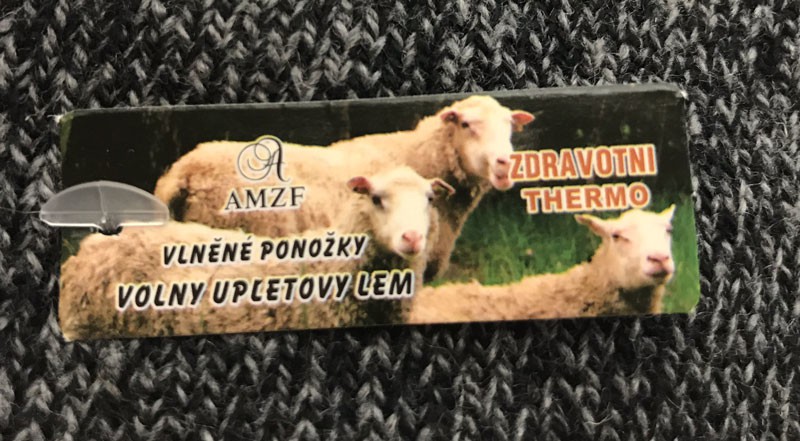 A
AMZF
ZDRAVOTNI
THERMO
VLNĚNÉ PONOŽKY
VOLNY UPLETOVY LEM